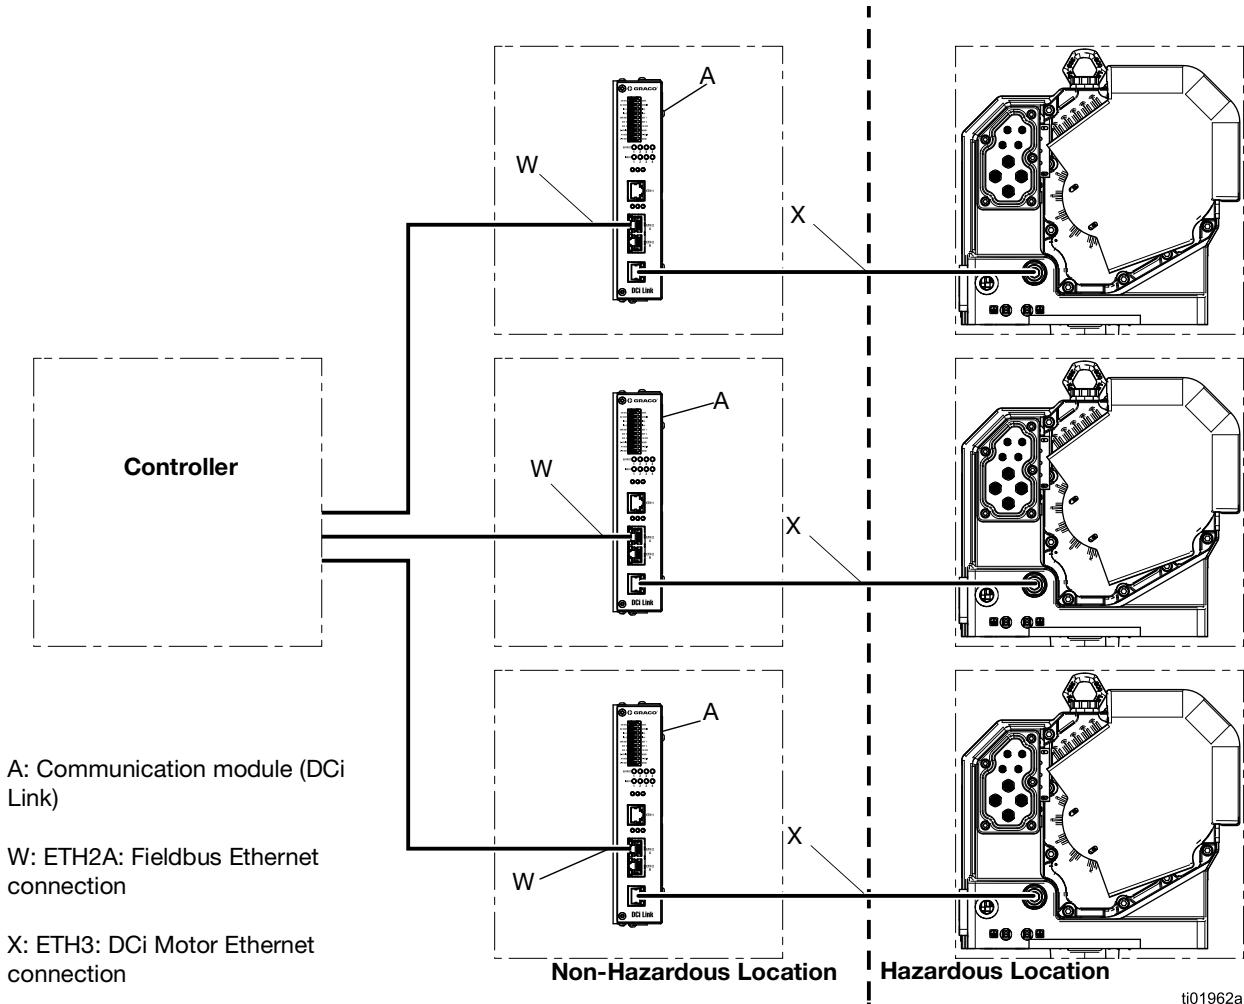 A
GRACO
W
X
DCi Link
Controller
A
GRACO
W
X
DCi Link
A
GRACO
X
W
DCi Link
A: Communication module (DCi
Link)
W: ETH2A: Fieldbus Ethernet
connection
X: ETH3: DCi Motor Ethernet
connection
Non-Hazardous Location
Hazardous Location
ti01962a